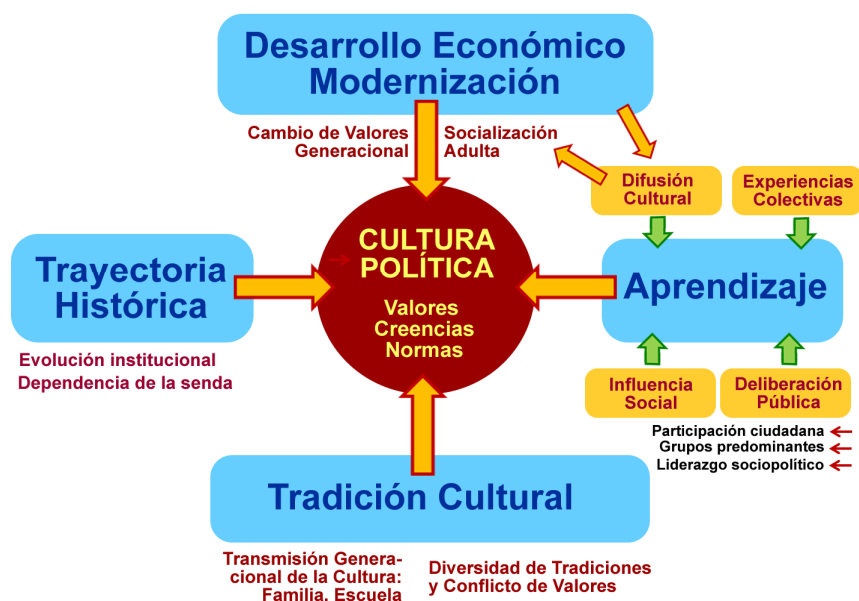 Desarrollo Económico
Modernización
Cambio de Valores
Generacional
Socialización
Adulta
Difusión
Cultural
Experiencias
Colectivas
CULTURA
POLÍTICA
Valores
Creencias
Normas
Trayectoria
Histórica
Aprendizaje
Evolución institucional
Dependencia de la senda
Influencia
Social
Deliberación
Pública
Participación ciudadana
Grupos predominantes
Liderazgo sociopolítico
Tradición Cultural
Transmisión Genera-
cional de la Cultura:
Familia, Escuela
Diversidad de Tradiciones
y Conflicto de Valores